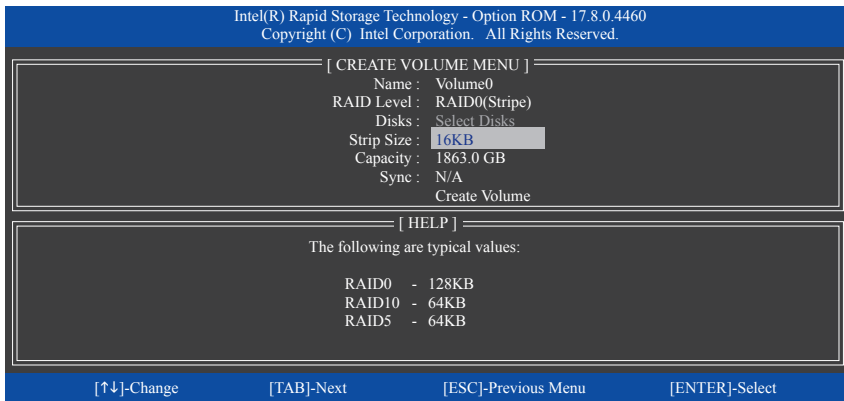 Intel(R) Rapid Storage Technology - Option ROM - 17.8.0.4460
Copyright (C) Intel Corporation. All Rights Reserved.
[ CREATE VOLUME MENU ]
Name : Volume0
RAID Level : RAID0(Stripe)
Disks : Select Disks
Strip Size : 16KB
Capacity : 1863.0 GB
Sync : N/A
Create Volume
[ HELP ]
The following are typical values:
RAID0 - 128KB
RAID10 - 64KB
RAID5 - 64KB
[↑↓]-Change [TAB]-Next [ESC]-Previous Menu [ENTER]-Select